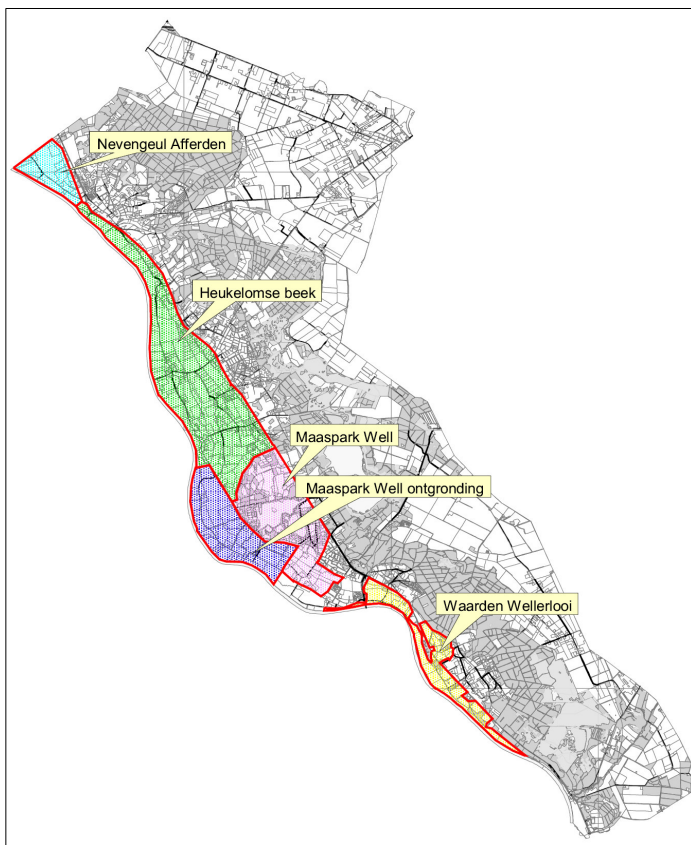 Nevengeul Afferden
Heukelomse beek
Maaspark Well
Maaspark Well ontgronding
Waarden Wellerlooi